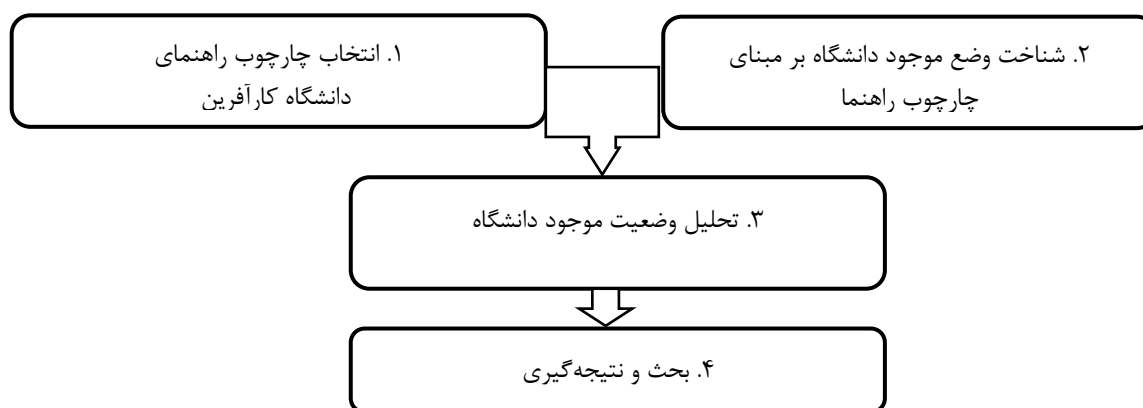 ۱. انتخاب چارچوب راهنمای
دانشگاه کارآفرین
۲. شناخت وضع موجود دانشگاه بر مبنای
چارچوب راهنما
۳. تحلیل وضعیت موجود دانشگاه
۴. بحث و نتیجه‌گیری